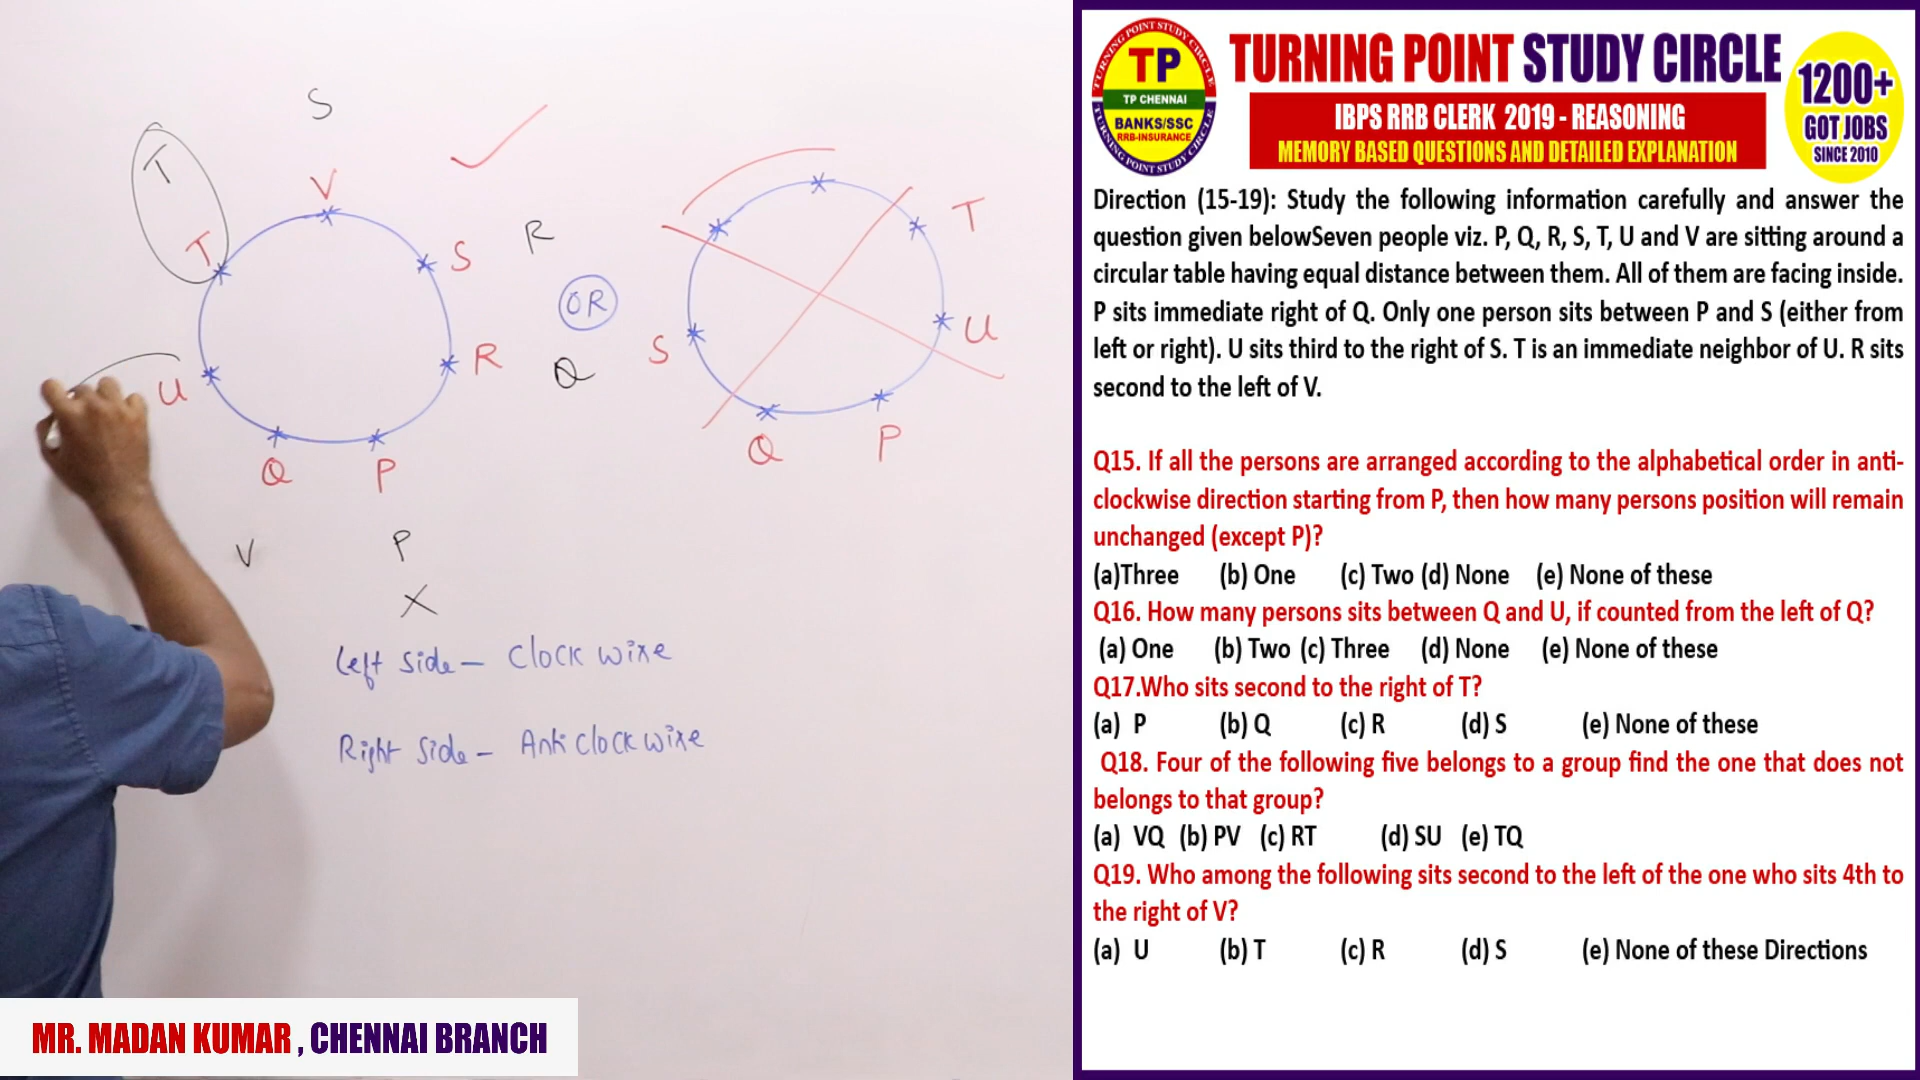 S
T
V
T
S
R
OR
R
Q
U
Q
P
V
P
X
T
U
S
Q
P
Left side - Clock wise
Right side - Anti clock wise
MR. MADAN KUMAR , CHENNAI BRANCH
TURNING POINT STUDY CIRCLE
TP
TP CHENNAI
BANKS/SSC
RRB-INSURANCE
TURNING POINT STUDY CIRCLE
TURNING POINT STUDY CIRCLE
IBPS RRB CLERK 2019 - REASONING
MEMORY BASED QUESTIONS AND DETAILED EXPLANATION
1200+
GOT JOBS
SINCE 2010
Direction (15-19): Study the following information carefully and answer the
question given belowSeven people viz. P, Q, R, S, T, U and V are sitting around a
circular table having equal distance between them. All of them are facing inside.
P sits immediate right of Q. Only one person sits between P and S (either from
left or right). U sits third to the right of S. T is an immediate neighbor of U. R sits
second to the left of V.
Q15. If all the persons are arranged according to the alphabetical order in anti-
clockwise direction starting from P, then how many persons position will remain
unchanged (except P)?
(a)Three (b) One (c) Two (d) None (e) None of these
Q16. How many persons sits between Q and U, if counted from the left of Q?
(a) One (b) Two (c) Three (d) None (e) None of these
Q17.Who sits second to the right of T?
(a) P (b) Q (c) R (d) S (e) None of these
Q18. Four of the following five belongs to a group find the one that does not
belongs to that group?
(a) VQ (b) PV (c) RT (d) SU (e) TQ
Q19. Who among the following sits second to the left of the one who sits 4th to
the right of V?
(a) U (b) T (c) R (d) S (e) None of these Directions